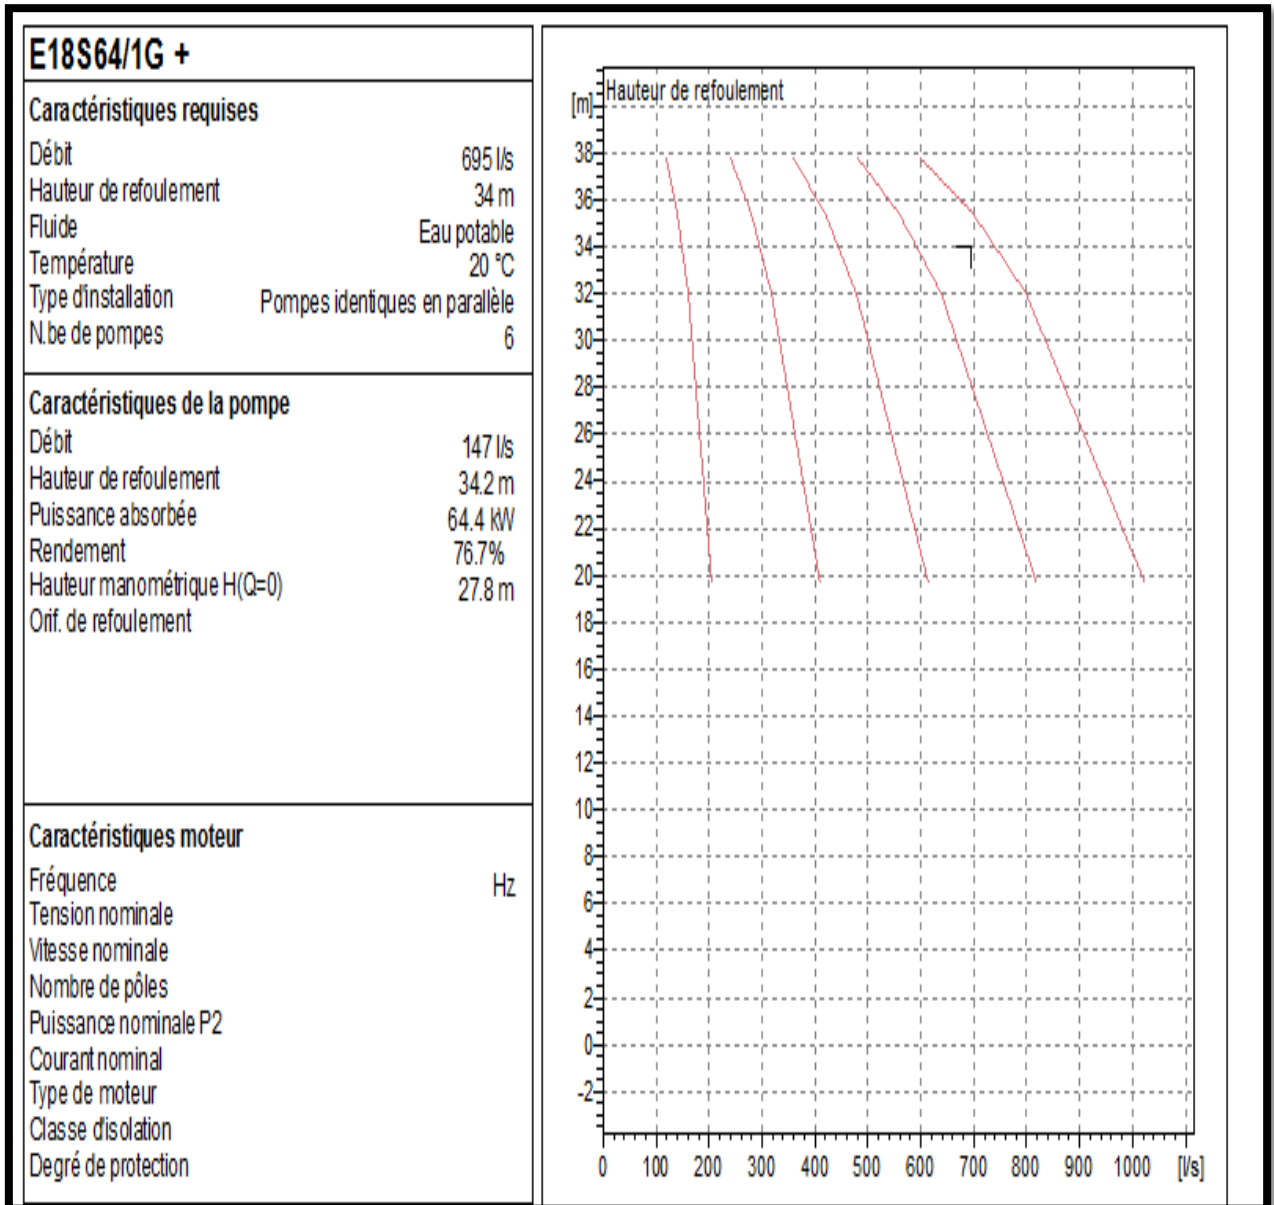 E18S64/1G +
Caractéristiques requises
Débit 695 l/s
Hauteur de refoulement 34 m
Fluide Eau potable
Température 20 °C
Type d'installation Pompes identiques en parallèle
N.be de pompes 6
Caractéristiques de la pompe
Débit 147 l/s
Hauteur de refoulement 34.2 m
Puissance absorbée 64.4 kW
Rendement 76.7%
Hauteur manométrique H(Q=0) 27.8 m
Orif. de refoulement
Caractéristiques moteur
Fréquence Hz
Tension nominale
Vitesse nominale
Nombre de pôles
Puissance nominale P2
Courant nominal
Type de moteur
Classe d'isolation
Degré de protection
Hauteur de refoulement
[m]
38
36
34
32
30
28
26
24
22
20
18
16
14
12
10
8
6
4
2
0
-2
0 100 200 300 400 500 600 700 800 900 1000 [l/s]